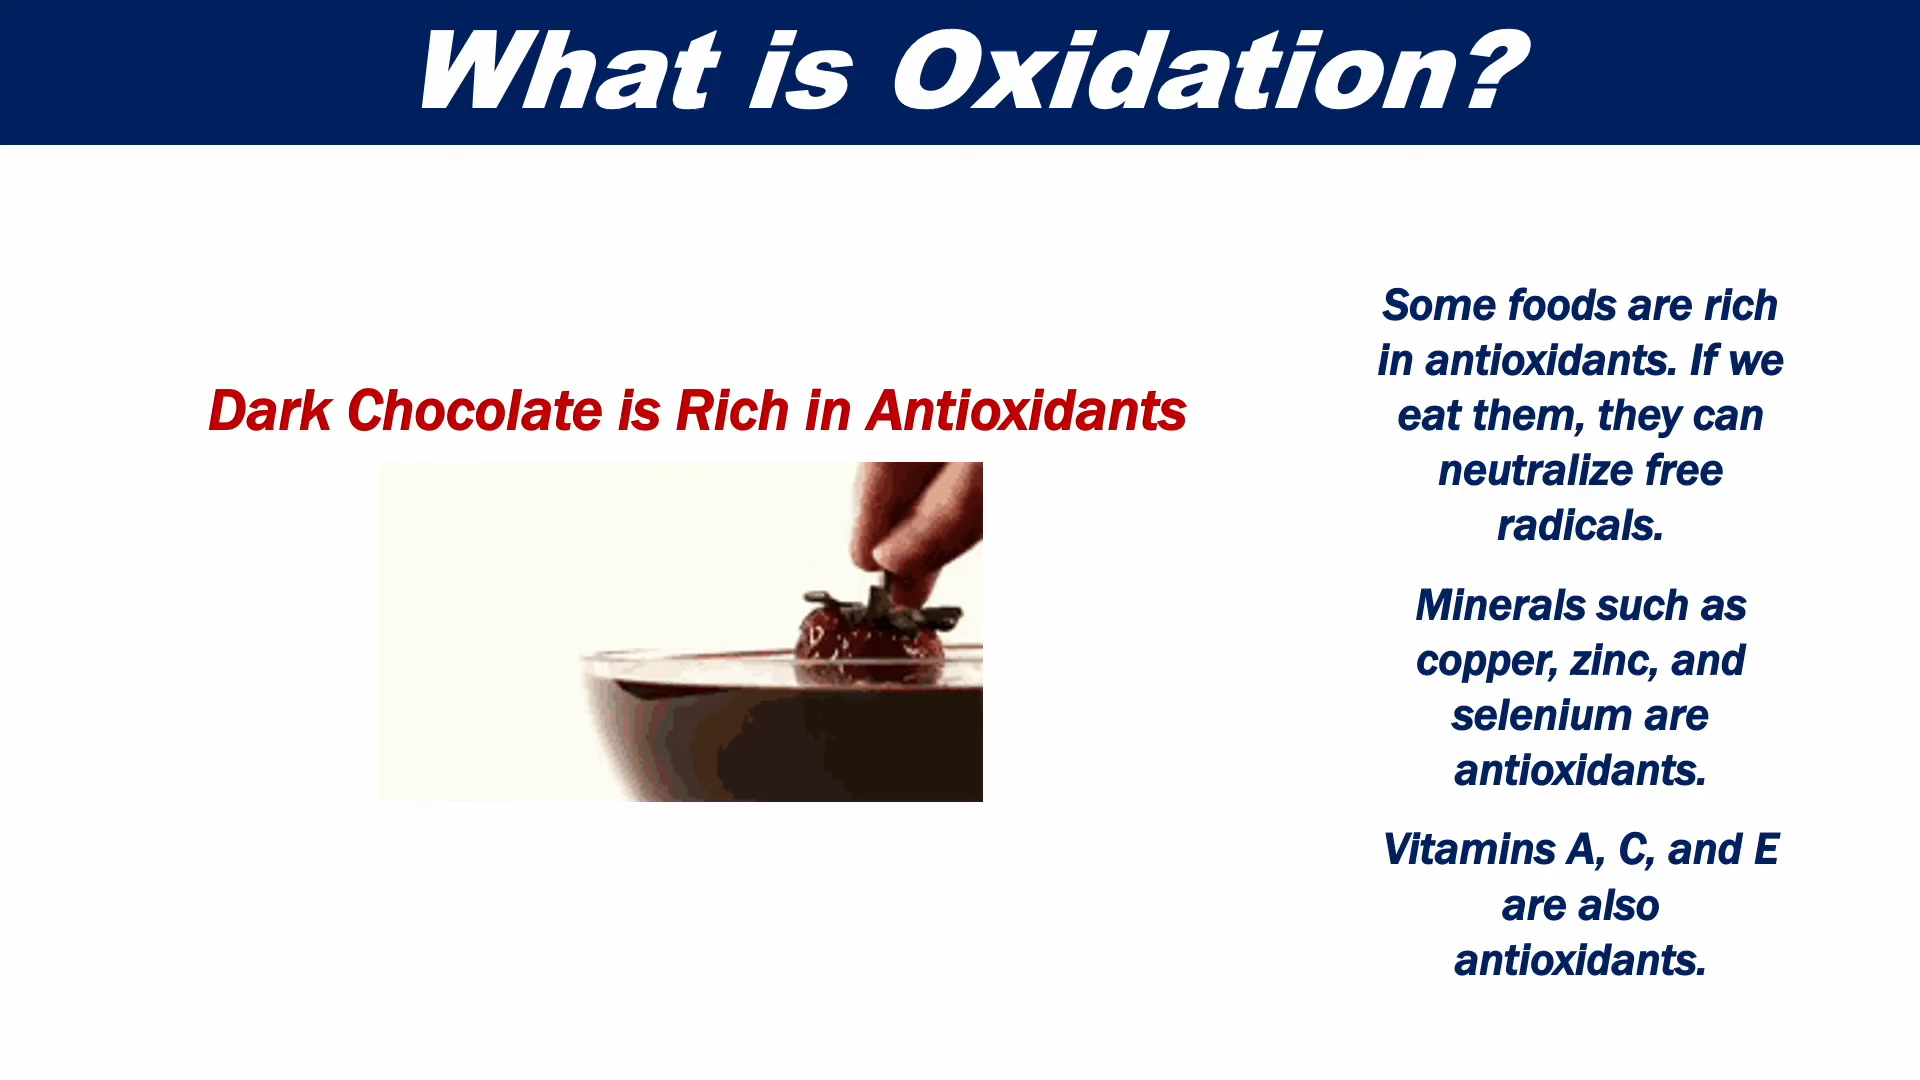 What is Oxidation?
Dark Chocolate is Rich in Antioxidants
Some foods are rich
in antioxidants. If we
eat them, they can
neutralize free
radicals.
Minerals such as
copper, zinc, and
selenium are
antioxidants.
Vitamins A, C, and E
are also
antioxidants.